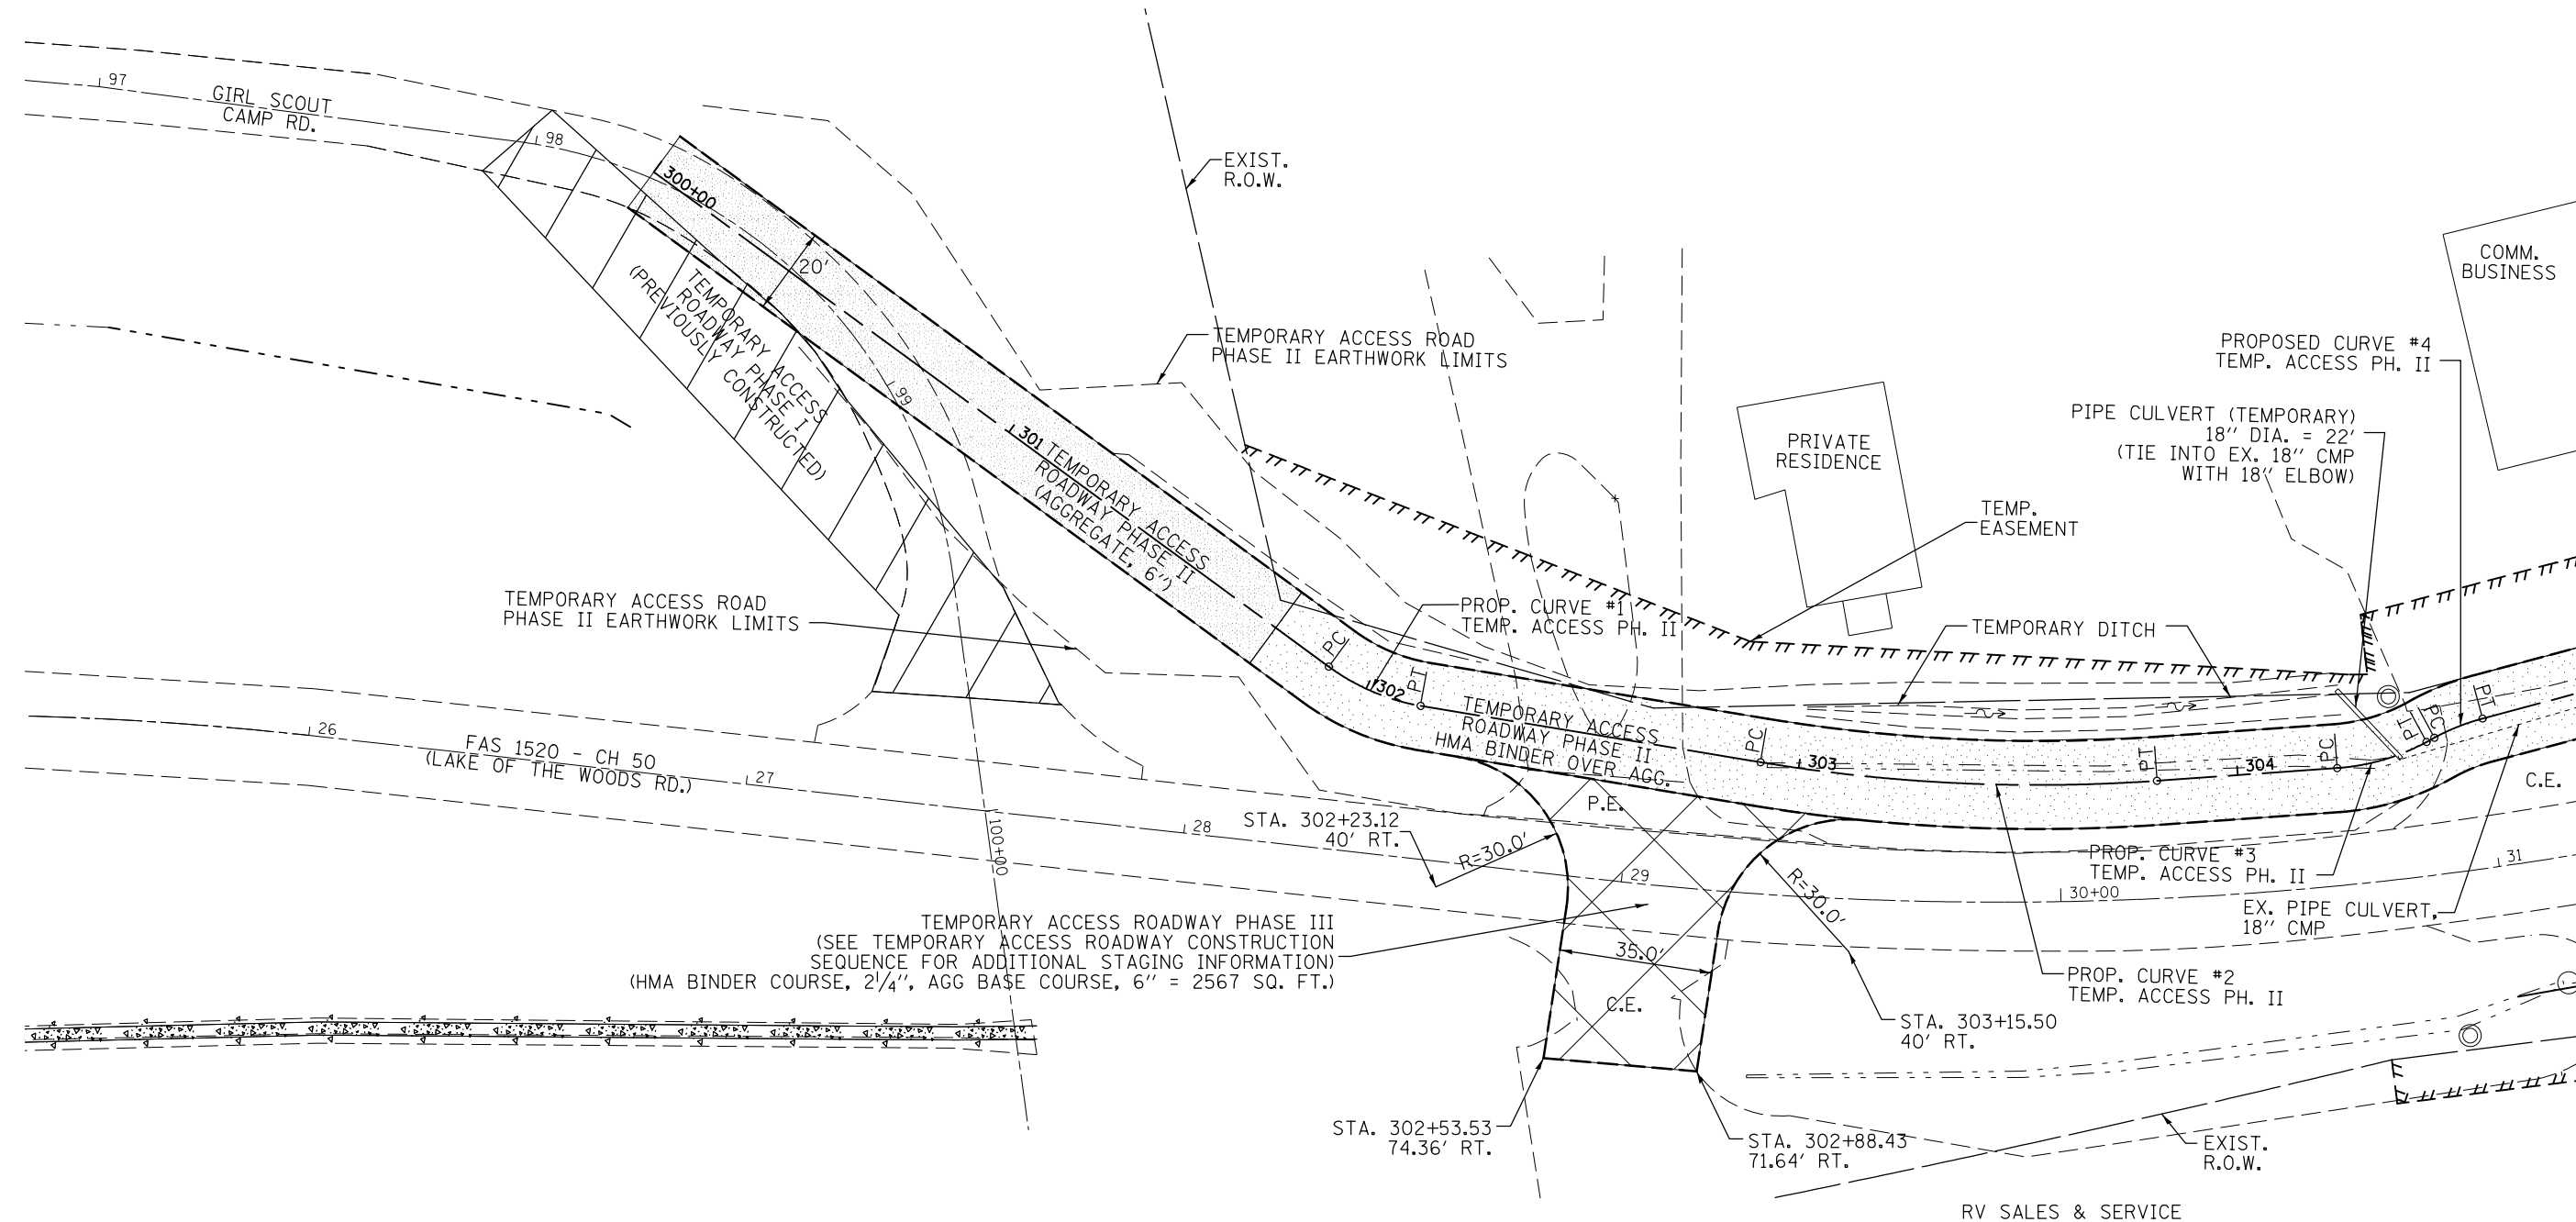 97
GIRL SCOUT
CAMP RD.
98
300+00
20'
TEMPORARY ACCESS
ROADWAY PHASE I
(PREVIOUSLY CONSTRUCTED)
99
100+00
EXIST.
R.O.W.
TEMPORARY ACCESS ROAD
PHASE II EARTHWORK LIMITS
301
TEMPORARY ACCESS
ROADWAY PHASE II
(AGGREGATE, 6")
TEMPORARY ACCESS ROAD
PHASE II EARTHWORK LIMITS
26
FAS 1520 - CH 50
(LAKE OF THE WOODS RD.)
27
28
29
30+00
31
PC
PROP. CURVE #1
TEMP. ACCESS PH. II
302
PT
TEMPORARY ACCESS
ROADWAY PHASE II
HMA BINDER OVER AGG.
P.E.
PC
303
PT
304
PC
PT
PC
PT
PRIVATE
RESIDENCE
TEMP.
EASEMENT
TEMPORARY DITCH
COMM.
BUSINESS
PROPOSED CURVE #4
TEMP. ACCESS PH. II
PIPE CULVERT (TEMPORARY)
18" DIA. = 22'
(TIE INTO EX. 18" CMP
WITH 18" ELBOW)
C.E.
STA. 302+23.12
40' RT.
R=30.0'
R=30.0'
35.0'
C.E.
TEMPORARY ACCESS ROADWAY PHASE III
(SEE TEMPORARY ACCESS ROADWAY CONSTRUCTION
SEQUENCE FOR ADDITIONAL STAGING INFORMATION)
(HMA BINDER COURSE, 2 1/4", AGG BASE COURSE, 6" = 2567 SQ. FT.)
PROP. CURVE #3
TEMP. ACCESS PH. II
EX. PIPE CULVERT,
18" CMP
PROP. CURVE #2
TEMP. ACCESS PH. II
STA. 303+15.50
40' RT.
STA. 302+53.53
74.36' RT.
STA. 302+88.43
71.64' RT.
EXIST.
R.O.W.
RV SALES & SERVICE